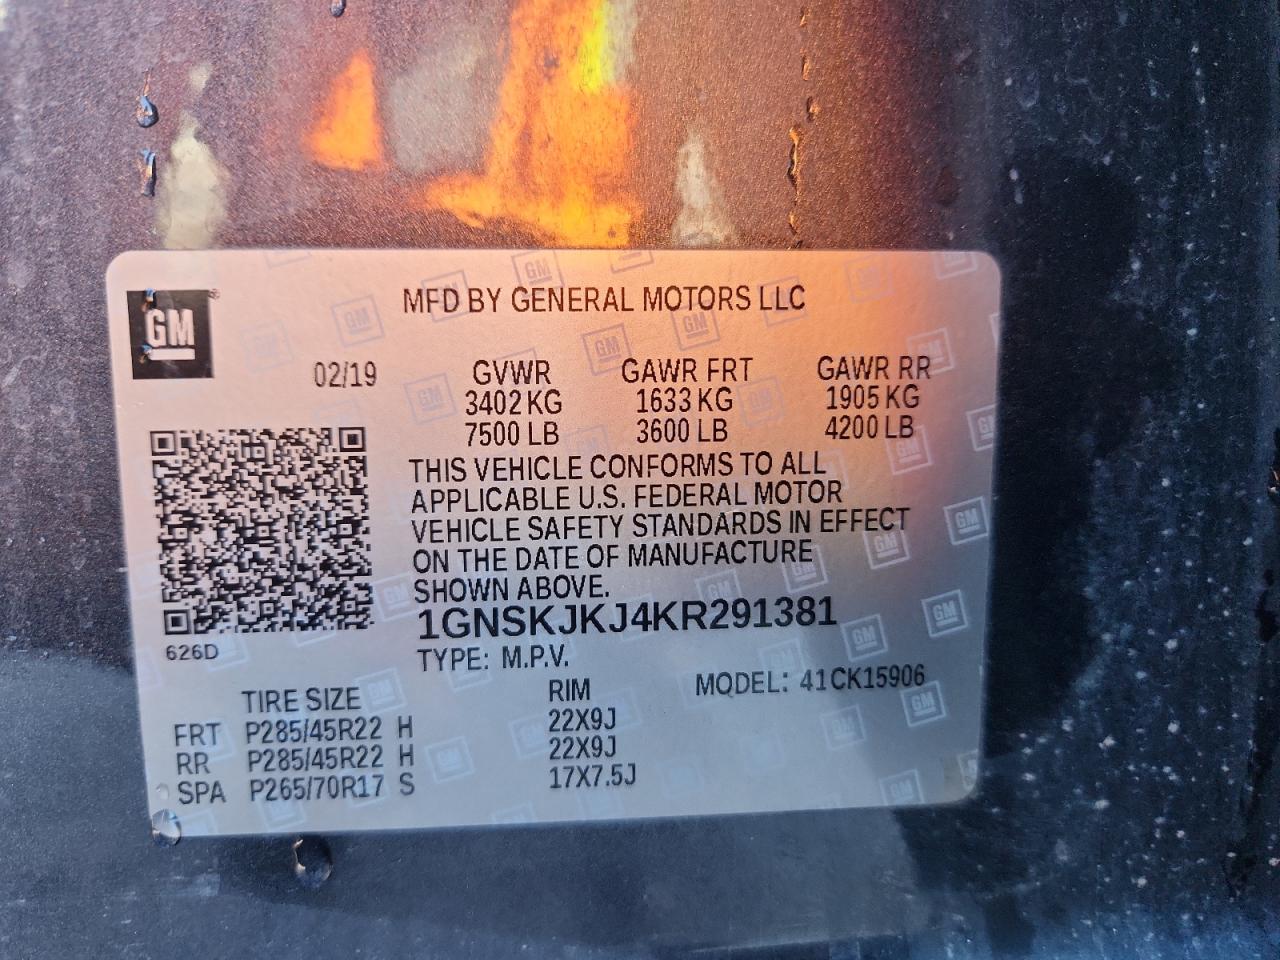 GM
MFD BY GENERAL MOTORS LLC
02/19 GVWR GAWR FRT GAWR RR
3402 KG 1633 KG 1905 KG
7500 LB 3600 LB 4200 LB
THIS VEHICLE CONFORMS TO ALL
APPLICABLE U.S. FEDERAL MOTOR
VEHICLE SAFETY STANDARDS IN EFFECT
ON THE DATE OF MANUFACTURE
SHOWN ABOVE.
1GNSKJKJ4KR291381
626D
TYPE: M.P.V.
TIRE SIZE RIM MODEL: 41CK15906
FRT P285/45R22 H 22X9J
RR P285/45R22 H 22X9J
SPA P265/70R17 S 17X7.5J